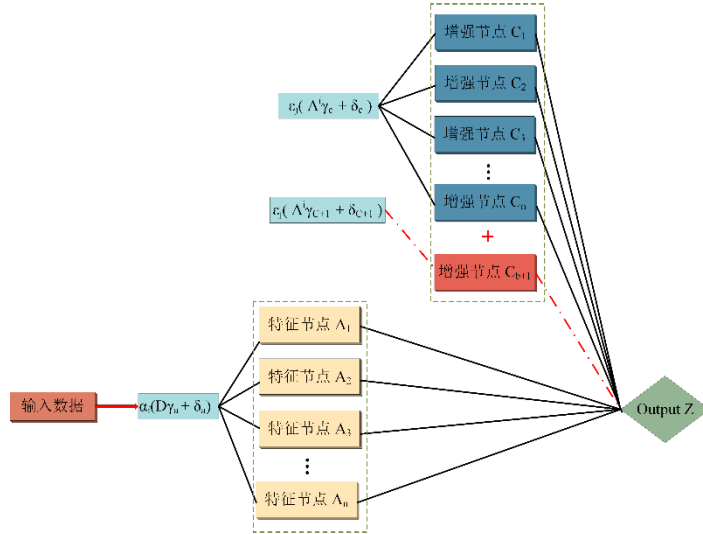 增强节点 C1
增强节点 C2
εj( Aiγc + δc )
增强节点 C3
增强节点 Cn
εj( AiγC+1 + δC+1)
+
增强节点 Cb+1
特征节点 A1
特征节点 A2
输入数据
αi(Dγa + δa)
Output Z
特征节点 A3
特征节点 An